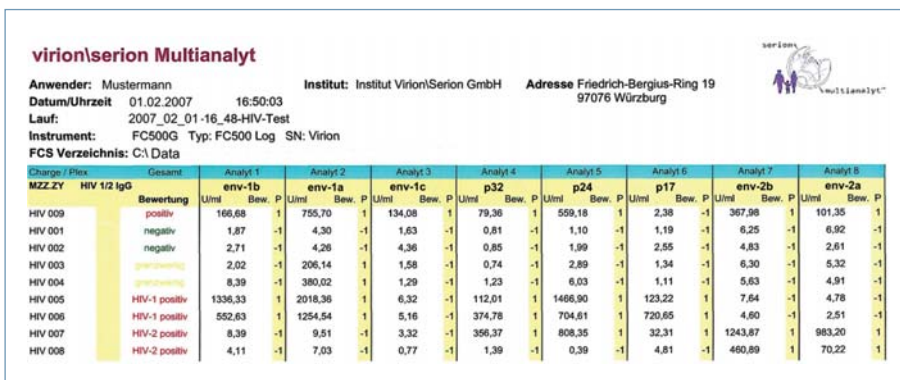 virion\serion Multianalyt
serion
multianalyt™
Anwender: Mustermann Institut: Institut Virion\Serion GmbH Adresse Friedrich-Bergius-Ring 19
97076 Würzburg
Datum/Uhrzeit 01.02.2007 16:50:03
Lauf: 2007_02_01-16_48-HIV-Test
Instrument: FC500G Typ: FC500 Log SN: Virion
FCS Verzeichnis: C:\ Data
Charge / Plex Gesamt Analyt 1 Analyt 2 Analyt 3 Analyt 4 Analyt 5 Analyt 6 Analyt 7 Analyt 8
MZZ.ZY HIV 1/2 IgG env-1b env-1a env-1c p32 p24 p17 env-2b env-2a
Bewertung U/ml Bew. P U/ml Bew. P U/ml Bew. P U/ml Bew. P U/ml Bew. P U/ml Bew. P U/ml Bew. P U/ml Bew. P
HIV 009 positiv 166,68 1 755,70 1 134,08 1 79,36 1 559,18 1 2,38 -1 367,98 1 101,35 1
HIV 001 negativ 1,87 -1 4,30 -1 1,63 -1 0,81 -1 1,10 -1 1,19 -1 6,25 -1 6,92 -1
HIV 002 negativ 2,71 -1 4,26 -1 4,36 -1 0,85 -1 1,99 -1 2,55 -1 4,83 -1 2,61 -1
HIV 003 grenzwertig 2,02 -1 206,14 1 1,58 -1 0,74 -1 2,89 -1 1,34 -1 6,30 -1 5,32 -1
HIV 004 grenzwertig 8,39 -1 380,02 1 1,29 -1 1,23 -1 6,03 -1 1,11 -1 5,63 -1 4,91 -1
HIV 005 HIV-1 positiv 1336,33 1 2018,36 1 6,32 -1 112,01 1 1466,90 1 123,22 1 7,64 -1 4,78 -1
HIV 006 HIV-1 positiv 552,63 1 1254,54 1 5,16 -1 374,78 1 704,61 1 720,65 1 4,60 -1 2,51 -1
HIV 007 HIV-2 positiv 8,39 -1 9,51 -1 3,32 -1 356,37 1 808,35 1 32,31 1 1243,87 1 983,20 1
HIV 008 HIV-2 positiv 4,11 -1 7,03 -1 0,77 -1 1,39 -1 0,39 -1 4,81 -1 460,89 1 70,22 1